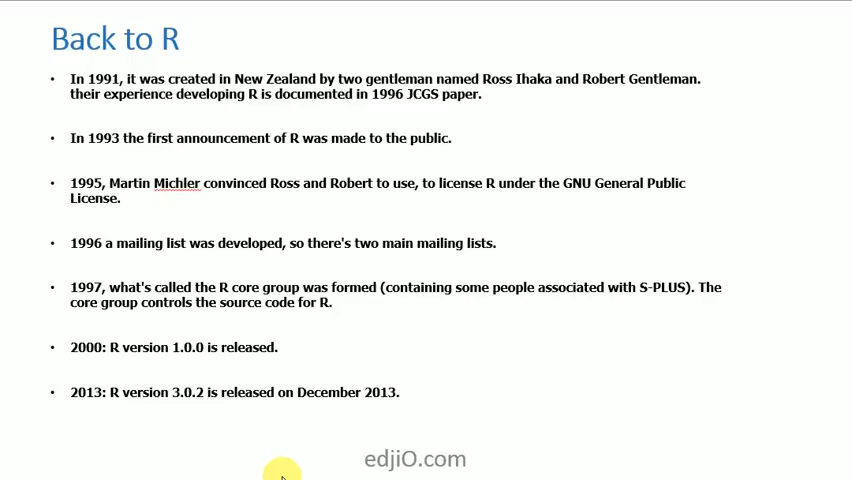 Back to R
• In 1991, it was created in New Zealand by two gentleman named Ross Ihaka and Robert Gentleman.
their experience developing R is documented in 1996 JCGS paper.
• In 1993 the first announcement of R was made to the public.
• 1995, Martin Michler convinced Ross and Robert to use, to license R under the GNU General Public
License.
• 1996 a mailing list was developed, so there's two main mailing lists.
• 1997, what's called the R core group was formed (containing some people associated with S-PLUS). The
core group controls the source code for R.
• 2000: R version 1.0.0 is released.
• 2013: R version 3.0.2 is released on December 2013.
edjiO.com